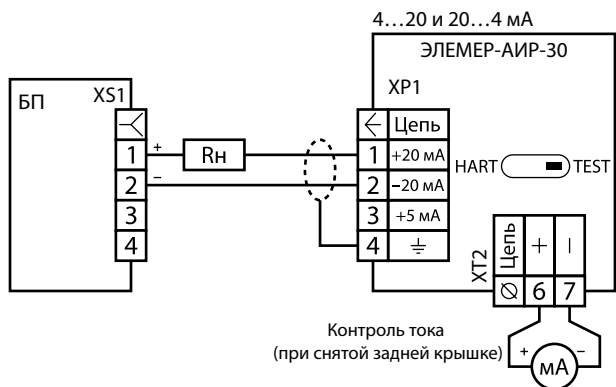 4...20 и 20...4 мА
ЭЛЕМЕР-АИР-30
БП
XS1
XP1
Цепь
1
+
Rн
1
+20 мА
HART
TEST
2
–
2
–20 мА
3
3
+5 мА
4
4
XT2
Цепь
+
–
6
7
Контроль тока
(при снятой задней крышке)
+
мА
–